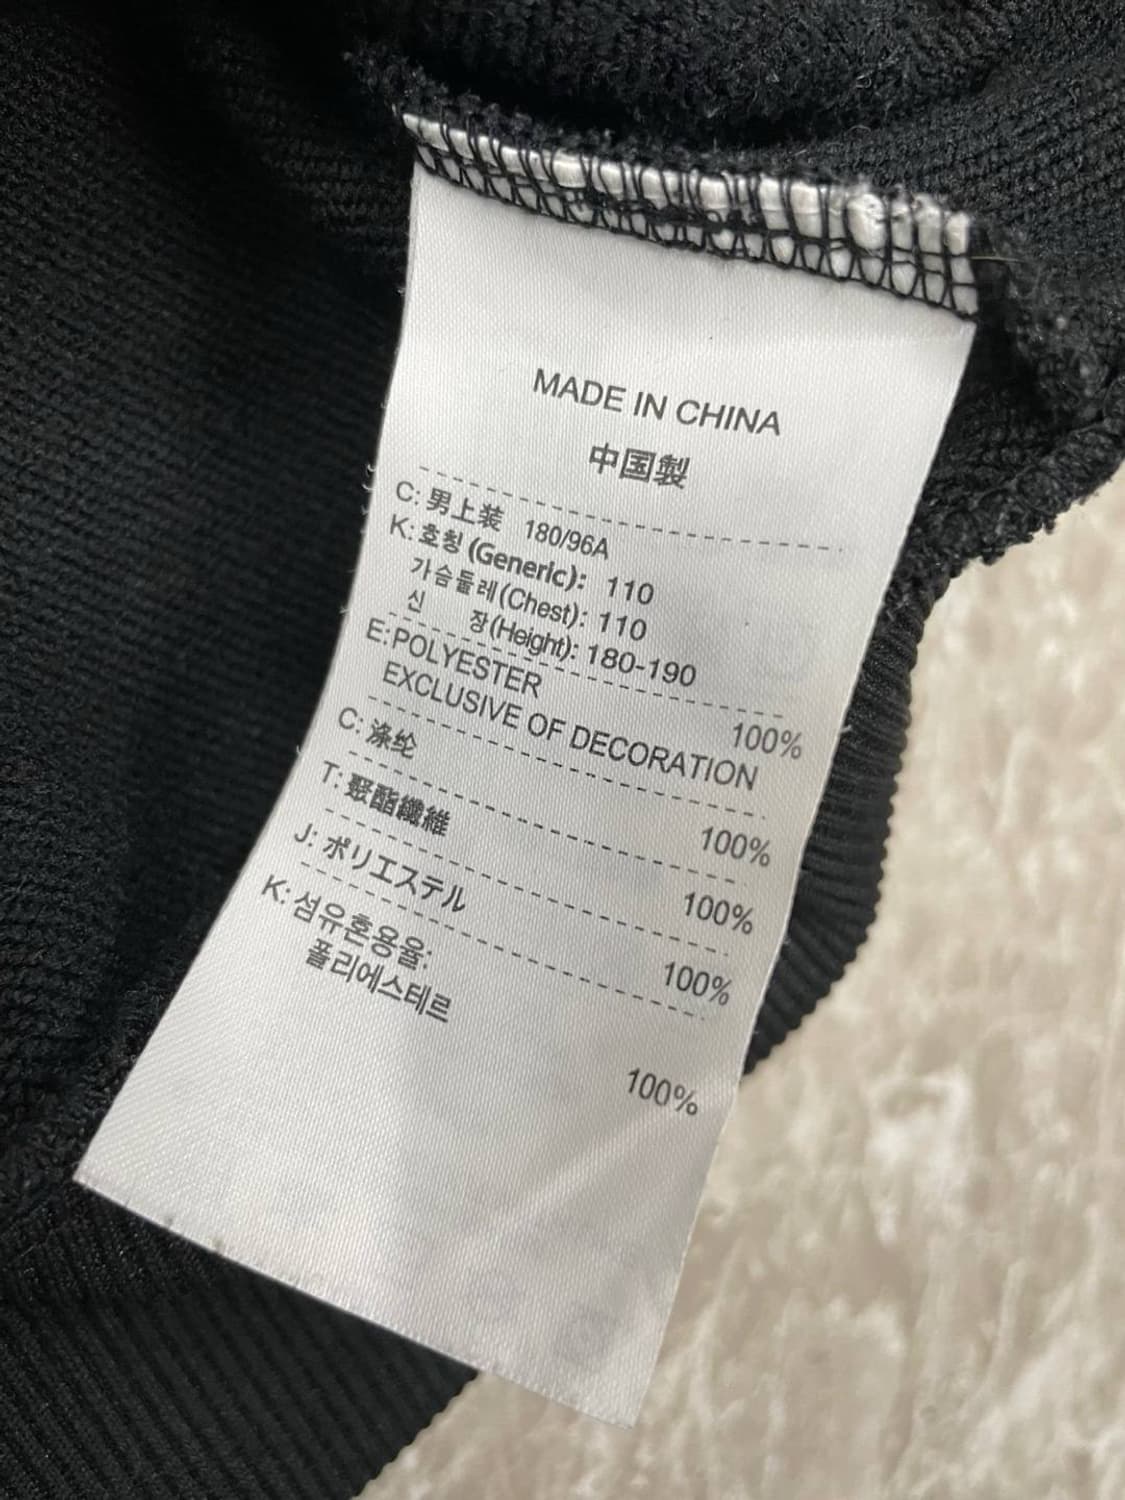 MADE IN CHINA
中国製
C: 男上装 180/96A
K: 호칭 (Generic): 110
가슴둘레(Chest): 110
신 장(Height): 180-190
E:POLYESTER 100%
EXCLUSIVE OF DECORATION
C: 涤纶 100%
T: 聚酯纖維 100%
J: ポリエステル 100%
K: 섬유혼용율:
폴리에스테르 100%